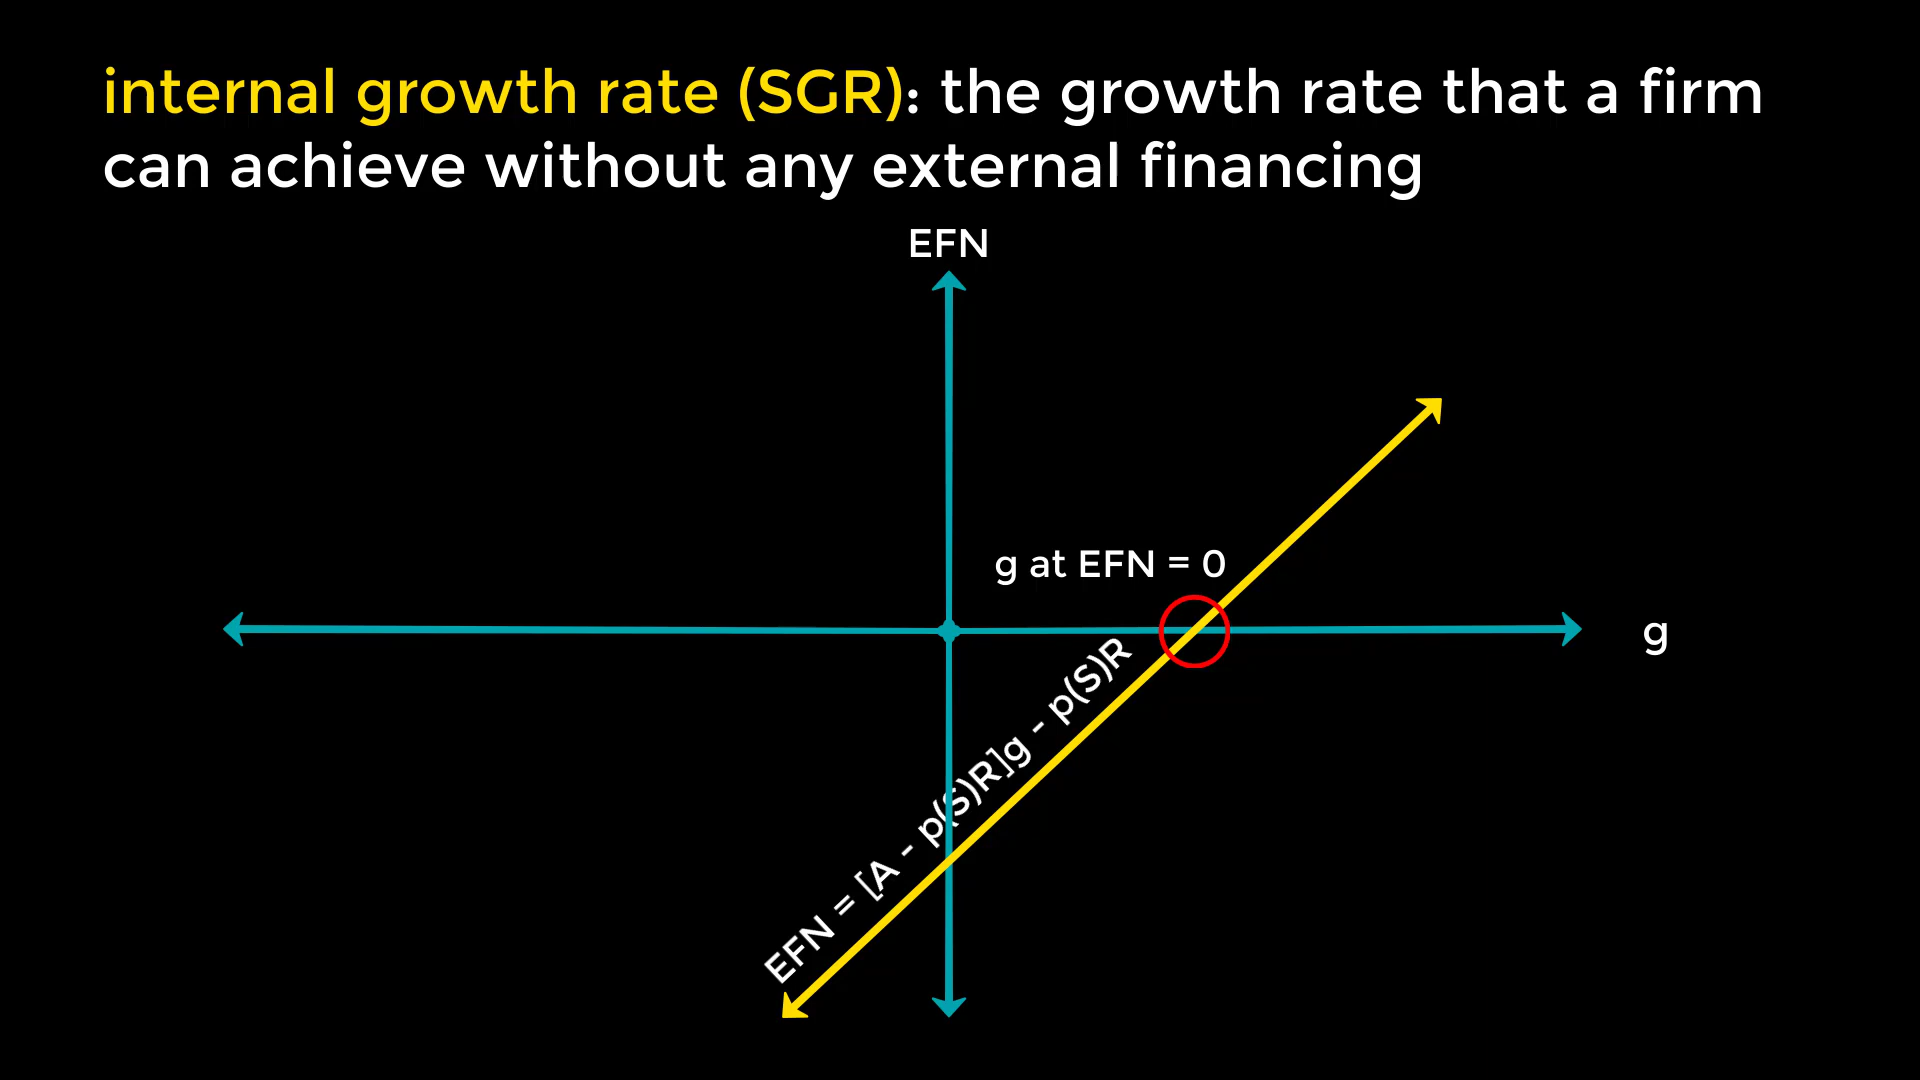 internal growth rate (SGR): the growth rate that a firm
can achieve without any external financing
EFN
g at EFN = 0
g
EFN = [A - p(S)R]g - p(S)R